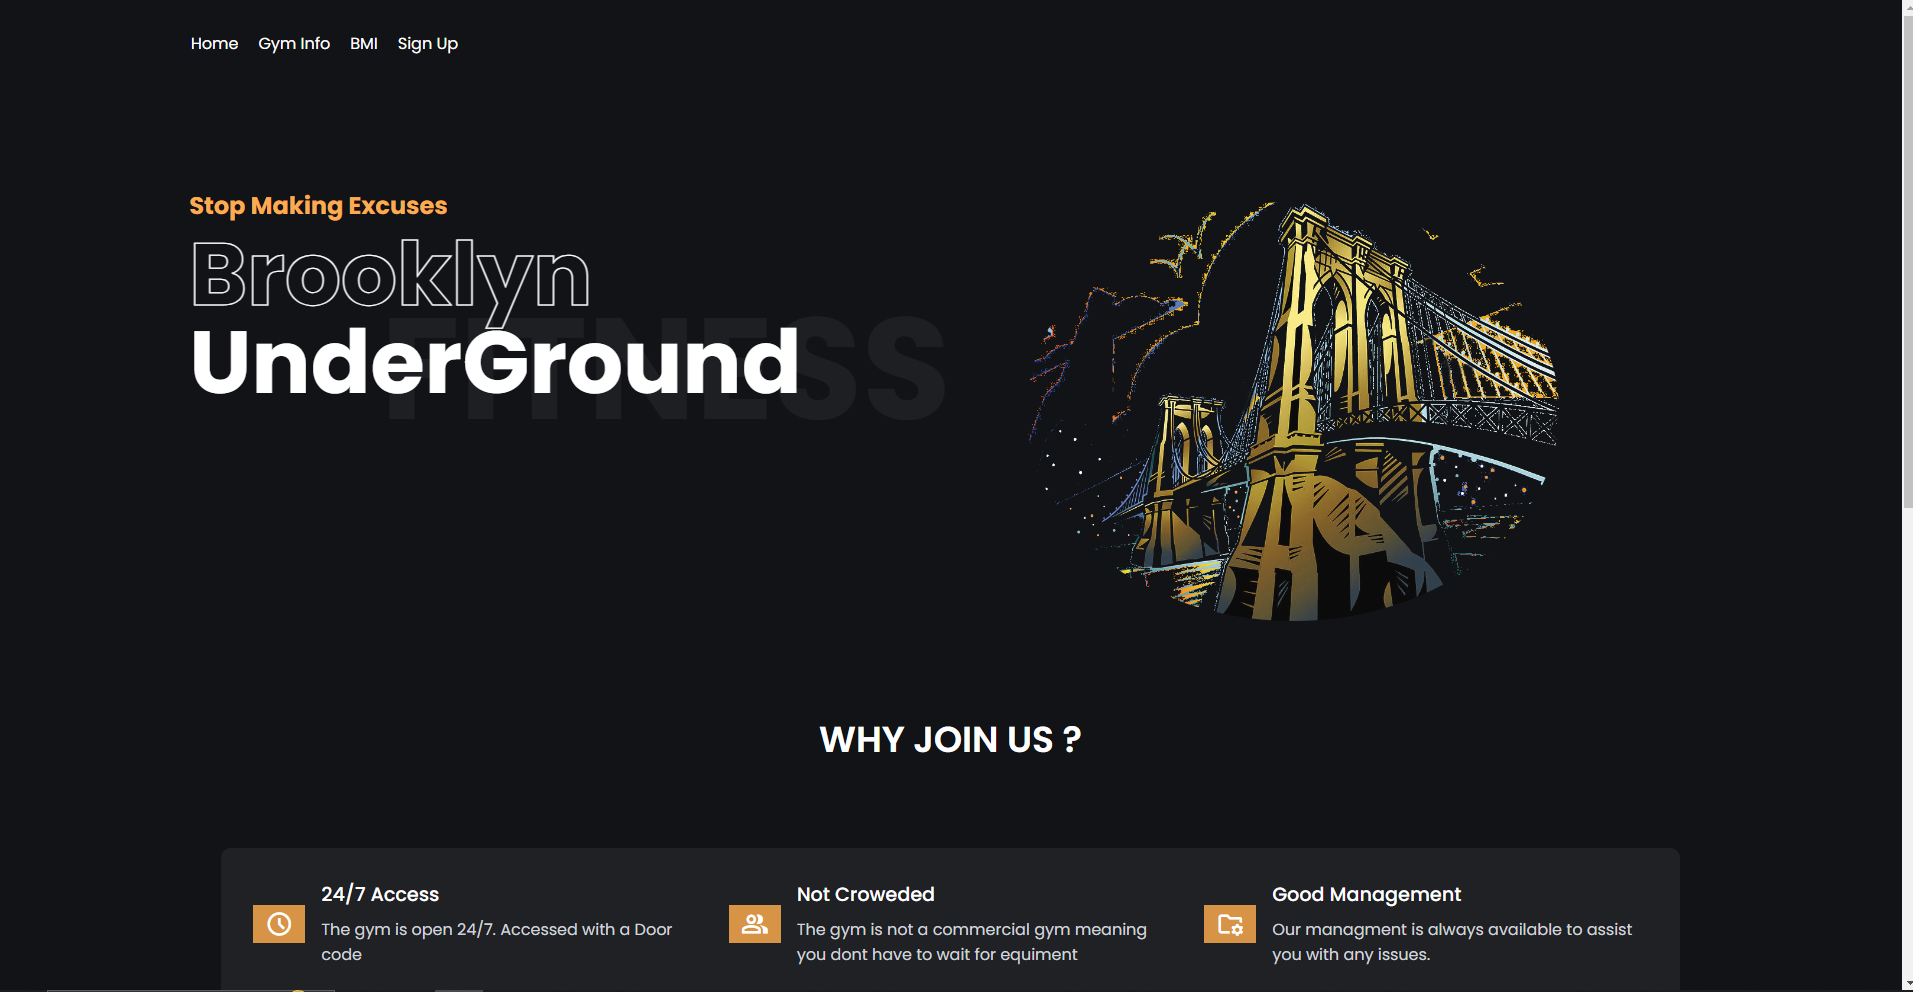 Home Gym Info BMI Sign Up
Stop Making Excuses
Brooklyn
FITNESS
UnderGround
WHY JOIN US ?
24/7 Access
The gym is open 24/7. Accessed with a Door
code
Not Croweded
The gym is not a commercial gym meaning
you dont have to wait for equiment
Good Management
Our managment is always available to assist
you with any issues.